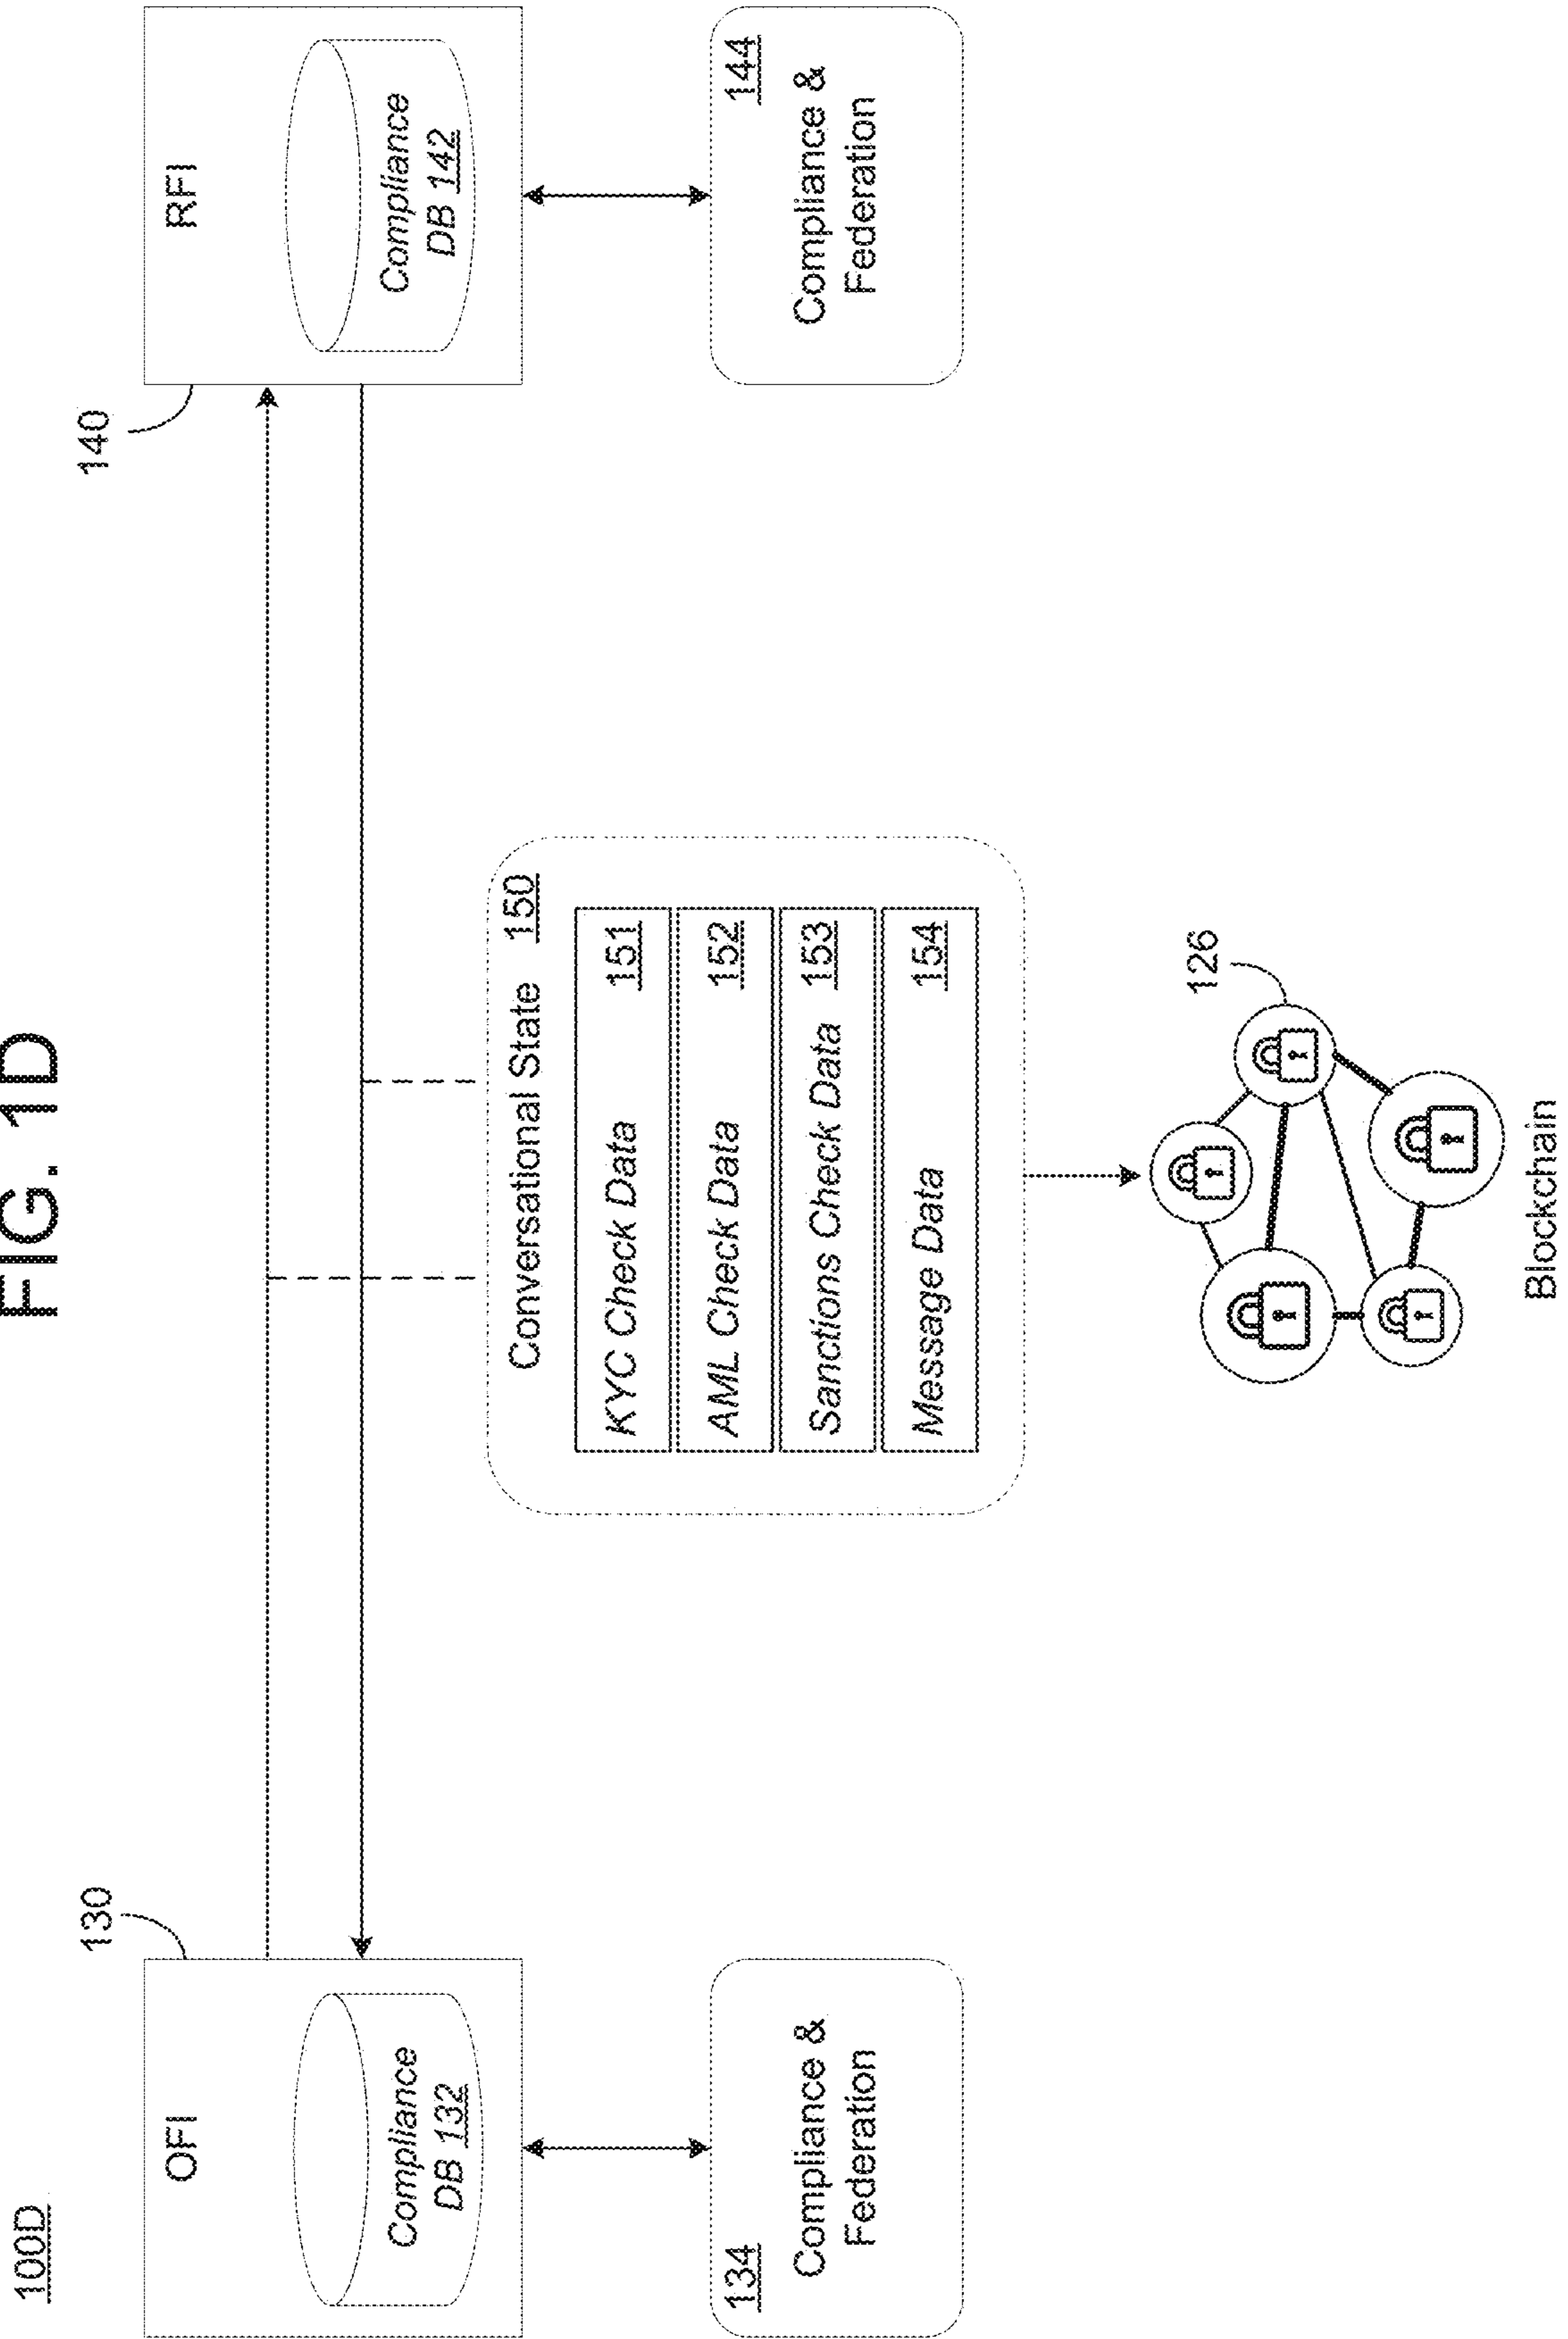 FIG. 1D
100D
130
OFI
Compliance
DB 132
134
Compliance &
Federation
140
RFI
Compliance
DB 142
144
Compliance &
Federation
Conversational State 150
KYC Check Data 151
AML Check Data 152
Sanctions Check Data 153
Message Data 154
126
Blockchain